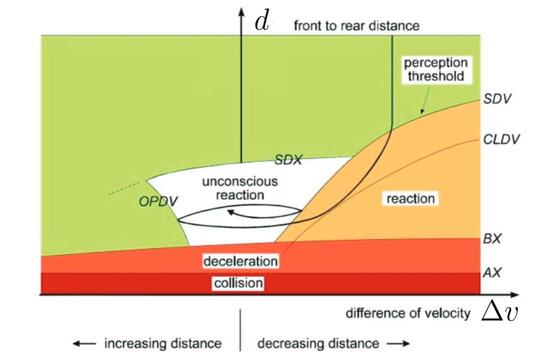 d
front to rear distance
perception
threshold
SDV
CLDV
SDX
unconscious
reaction
OPDV
reaction
BX
deceleration
AX
collision
difference of velocity Δv
increasing distance
decreasing distance